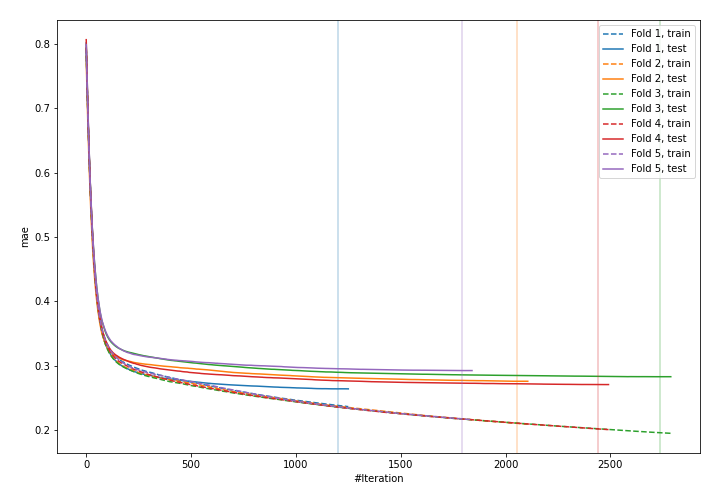 0.8
0.7
0.6
0.5
0.4
0.3
0.2
mae
0
500
1000
1500
2000
2500
#Iteration
Fold 1, train
Fold 1, test
Fold 2, train
Fold 2, test
Fold 3, train
Fold 3, test
Fold 4, train
Fold 4, test
Fold 5, train
Fold 5, test